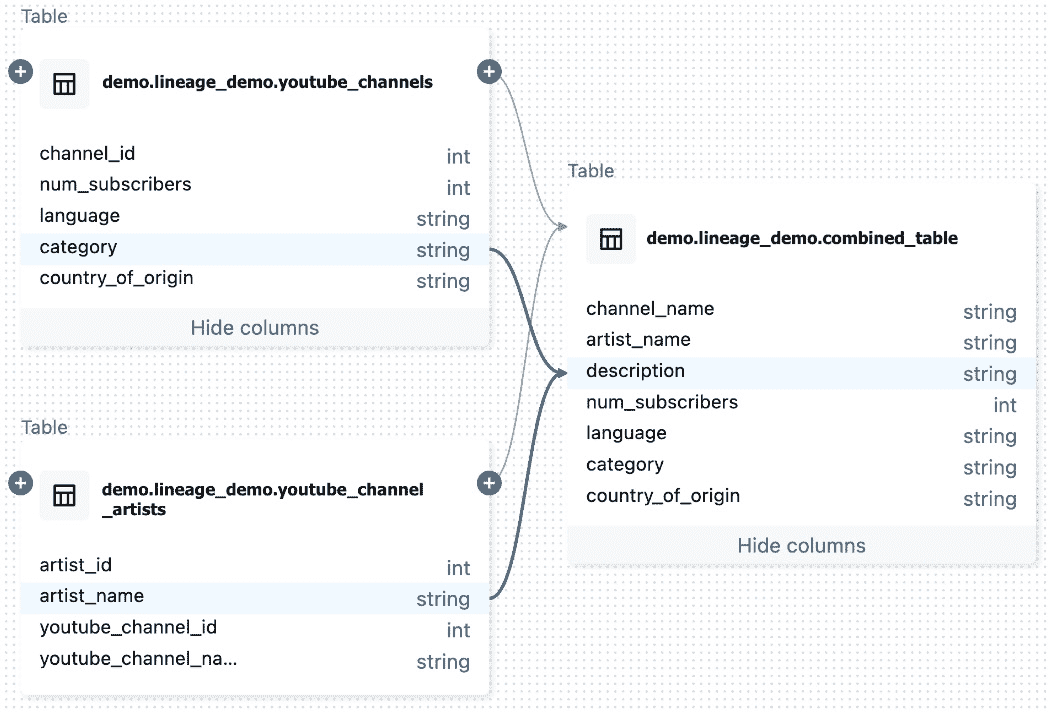 Table
demo.lineage_demo.youtube_channels
channel_id int
num_subscribers int
language string
category string
country_of_origin string
Hide columns
Table
demo.lineage_demo.youtube_channel
_artists
artist_id int
artist_name string
youtube_channel_id int
youtube_channel_na... string
Table
demo.lineage_demo.combined_table
channel_name string
artist_name string
description string
num_subscribers int
language string
category string
country_of_origin string
Hide columns